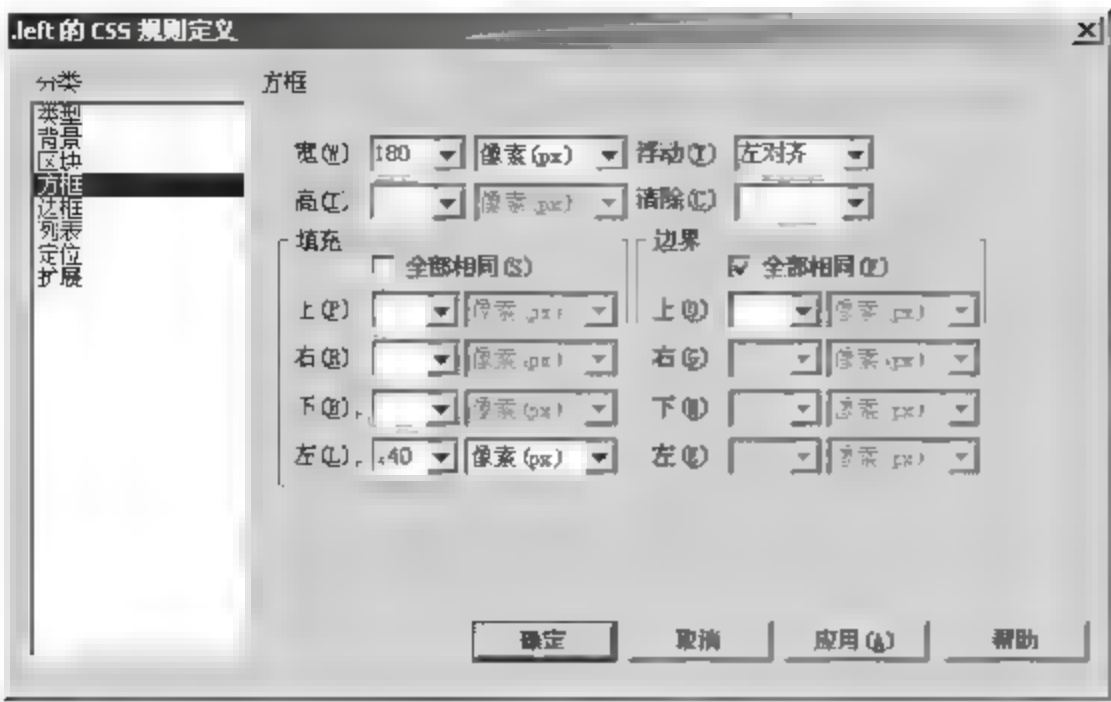 .left 的 CSS 规则定义
分类
类型
背景
区块
方框
边框
列表
定位
扩展
方框
宽(W) 180 像素(px) 浮动(T) 左对齐
高(I) 像素(px) 清除(C)
填充 边界
全部相同(S) 全部相同(F)
上(P) 像素(px) 上(O) 像素(px)
右(R) 像素(px) 右(G) 像素(px)
下(B) 像素(px) 下(M) 像素(px)
左(L) 40 像素(px) 左(E) 像素(px)
确定 取消 应用(A) 帮助